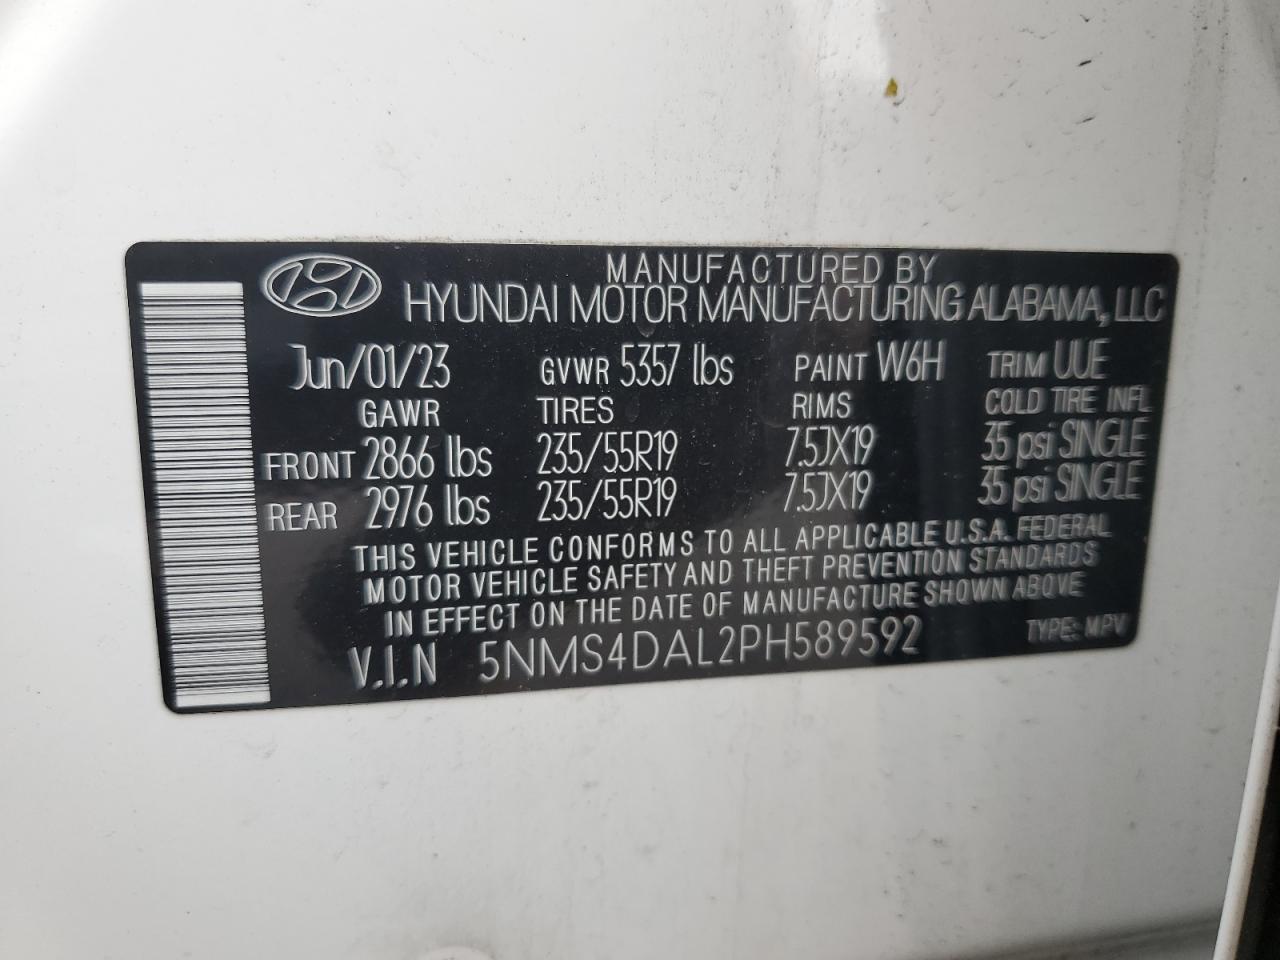 MANUFACTURED BY
HYUNDAI MOTOR MANUFACTURING ALABAMA, LLC
Jun/01/23 GVWR 5357 lbs PAINT W6H TRIM UUE
GAWR TIRES RIMS COLD TIRE INFL
FRONT 2866 lbs 235/55R19 7.5JX19 35 psi SINGLE
REAR 2976 lbs 235/55R19 7.5JX19 35 psi SINGLE
THIS VEHICLE CONFORMS TO ALL APPLICABLE U.S.A. FEDERAL
MOTOR VEHICLE SAFETY AND THEFT PREVENTION STANDARDS
IN EFFECT ON THE DATE OF MANUFACTURE SHOWN ABOVE
V.I.N 5NMS4DAL2PH589592 TYPE: MPV